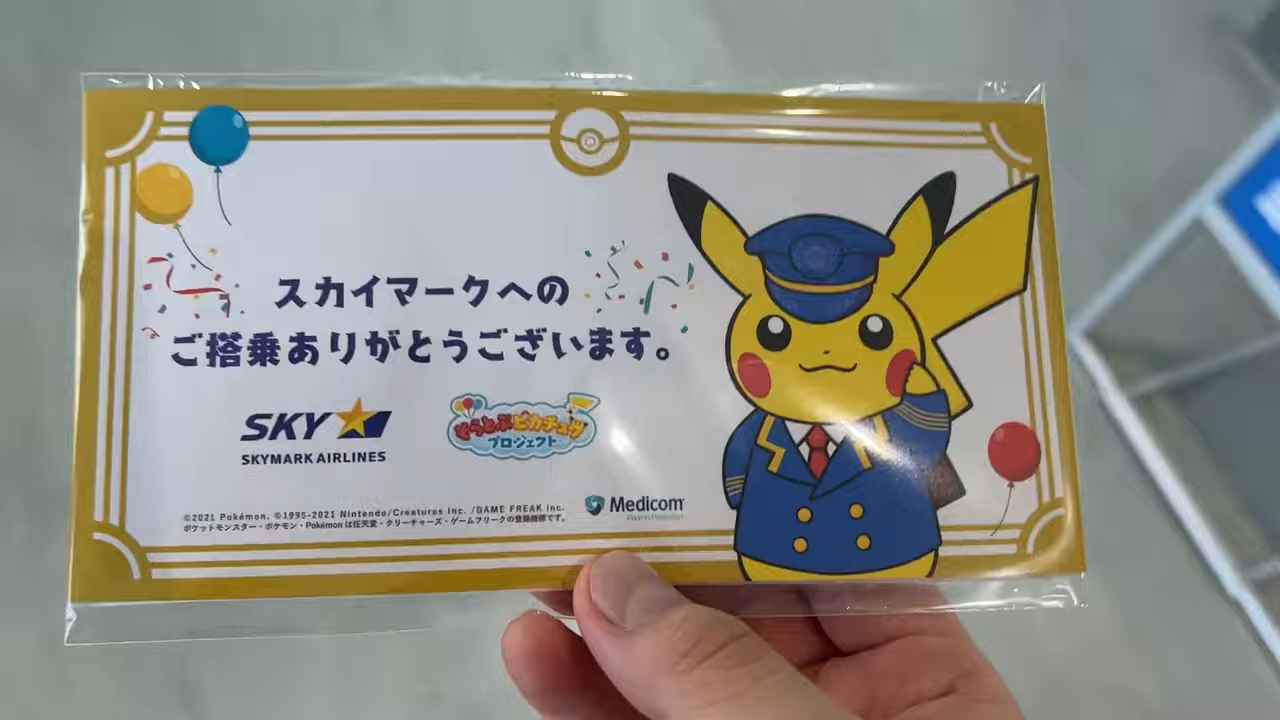 スカイマークへの
ご搭乗ありがとうございます。
SKY
SKYMARK AIRLINES
そらとぶピカチュウ
プロジェクト
Medicom
©2021 Pokémon. ©1995-2021 Nintendo/Creatures Inc. /GAME FREAK Inc.
ポケットモンスター・ポケモン・Pokémonは任天堂・クリーチャーズ・ゲームフリークの登録商標です。